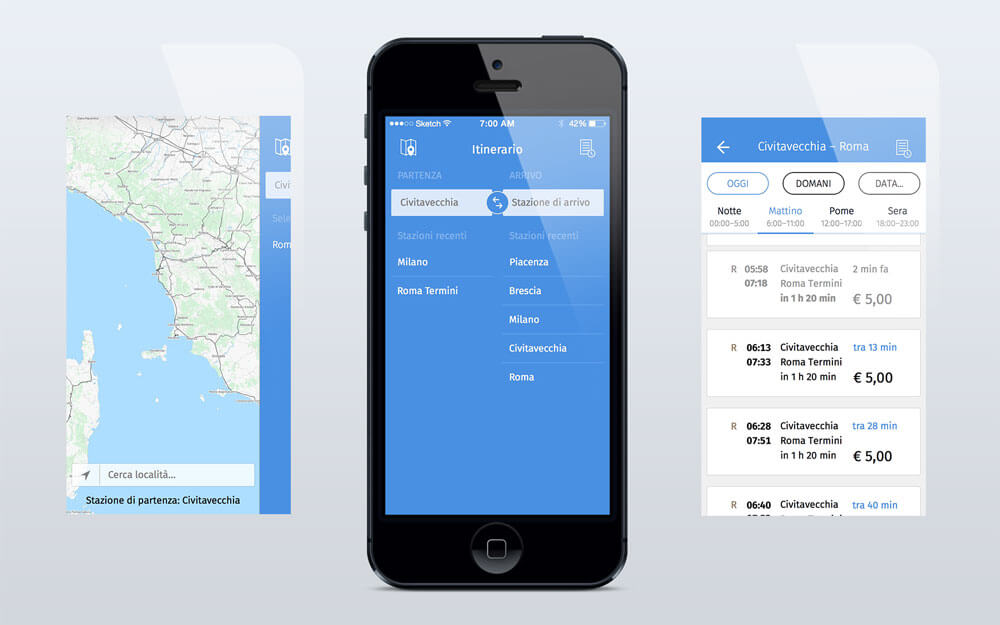 Civi
Sele
Rom
Cerca località...
Stazione di partenza: Civitavecchia
Sketch
7:00 AM
42%
Itinerario
PARTENZA
ARRIVO
Civitavecchia
Stazione di arrivo
Stazioni recenti
Stazioni recenti
Milano
Piacenza
Roma Termini
Brescia
Milano
Civitavecchia
Roma
Civitavecchia – Roma
OGGI
DOMANI
DATA...
Notte
Mattino
Pome
Sera
00:00–5:00
6:00–11:00
12:00–17:00
18:00–23:00
R 05:58 Civitavecchia 2 min fa
07:18 Roma Termini
in 1 h 20 min € 5,00
R 06:13 Civitavecchia tra 13 min
07:33 Roma Termini
in 1 h 20 min € 5,00
R 06:28 Civitavecchia tra 28 min
07:51 Roma Termini
in 1 h 20 min € 5,00
R 06:40 Civitavecchia tra 40 min
Roma Termini